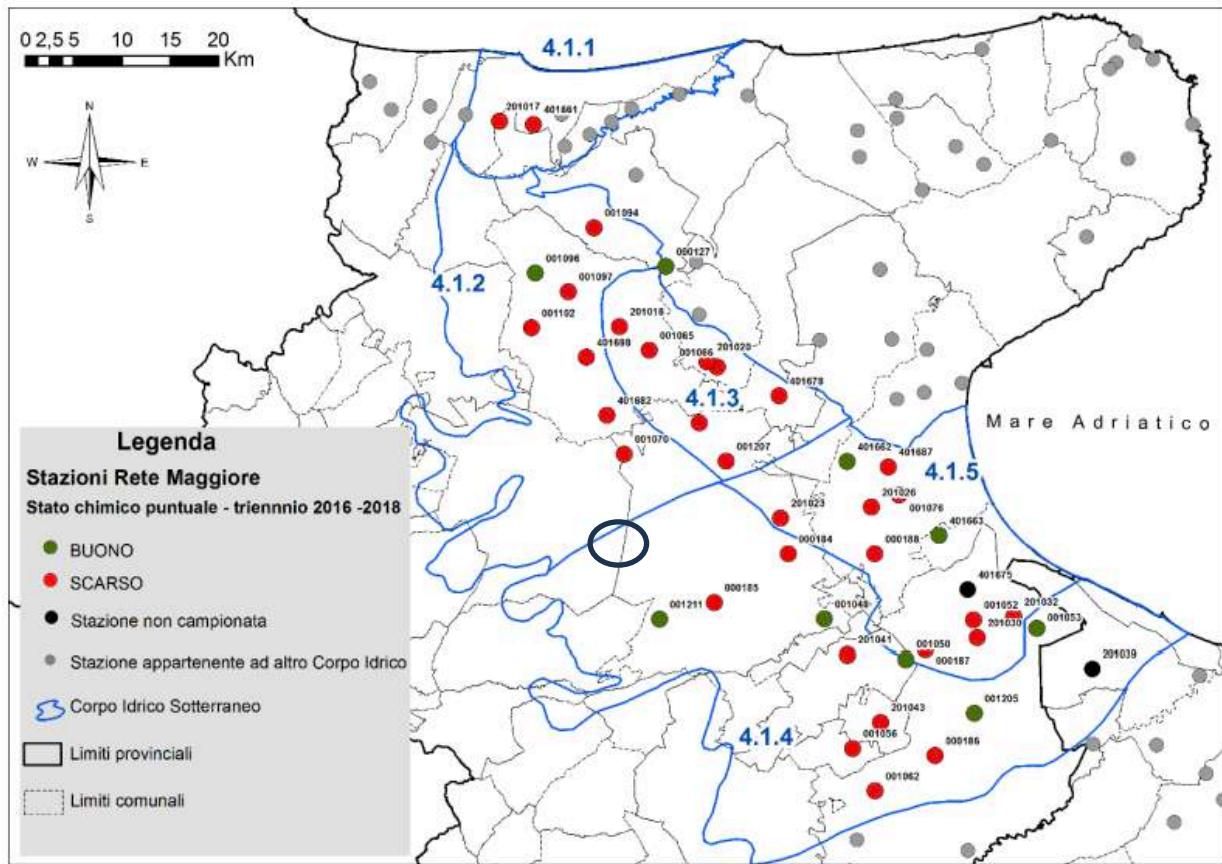 4.1.1
0 2,5 5 10 15 20
Km
N
W E
S
201017
401661
001094
4.1.2
001096
000127
001097
001102
201018
001065
401698
001066
201020
4.1.3
401678
401682
001070
001207
401662
401687
4.1.5
Mare Adriatico
201023
201026
001076
000184
000188
401663
000185
001211
401675
001052
201032
001053
201030
201041
001050
000187
201039
001205
201043
4.1.4
001056
000186
001062
Legenda
Stazioni Rete Maggiore
Stato chimico puntuale - triennnio 2016 -2018
BUONO
SCARSO
Stazione non campionata
Stazione appartenente ad altro Corpo Idrico
Corpo Idrico Sotterraneo
Limiti provinciali
Limiti comunali